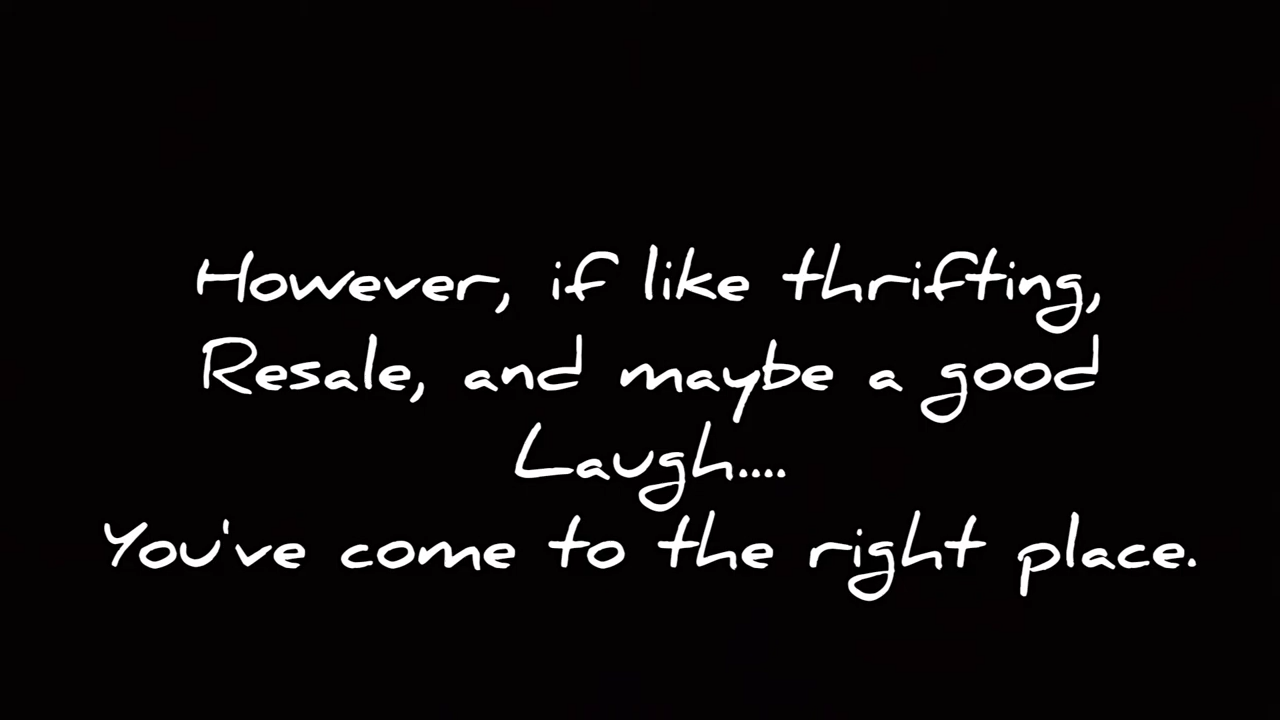 However, if like thrifting,
Resale, and maybe a good
Laugh....
You've come to the right place.